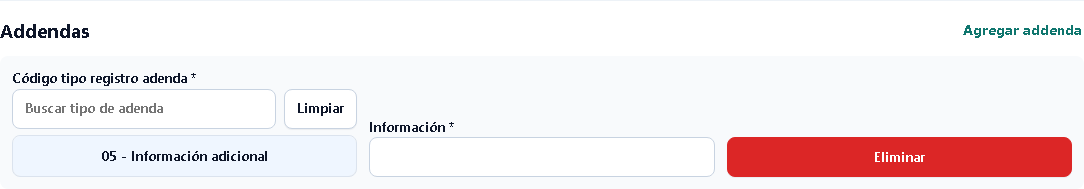 Addendas
Agregar addenda
Código tipo registro adenda *
Buscar tipo de adenda
Limpiar
05 - Información adicional
Información *
Eliminar